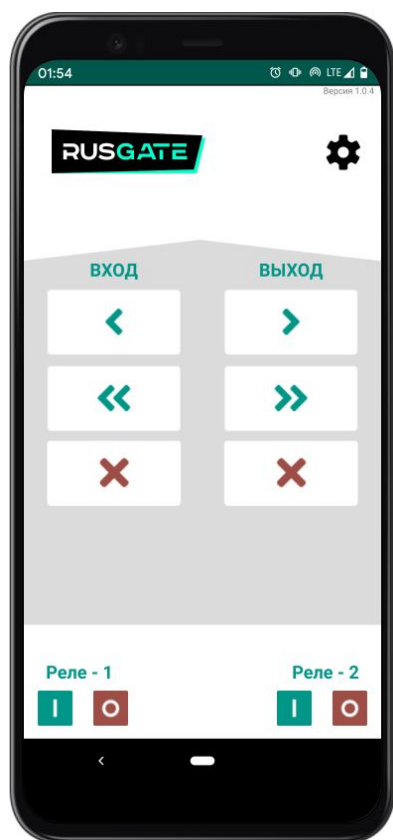 01:54 LTE
Версия 1.0.4
RUSGATE
ВХОД ВЫХОД
Реле - 1 Реле - 2
I O I O